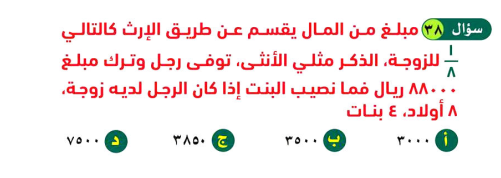 سؤال ٣٨ مبلغ من المال يقسم عن طريق الإرث كالتالي
١/٨ للزوجة، الذكر مثلي الأنثى، توفى رجل وترك مبلغ
٨٨٠٠٠ ريال فما نصيب البنت إذا كان الرجل لديه زوجة،
٨ أولاد، ٤ بنات
أ ٣٠٠٠ ب ٣٥٠٠ ج ٣٨٥٠ د ٧٥٠٠